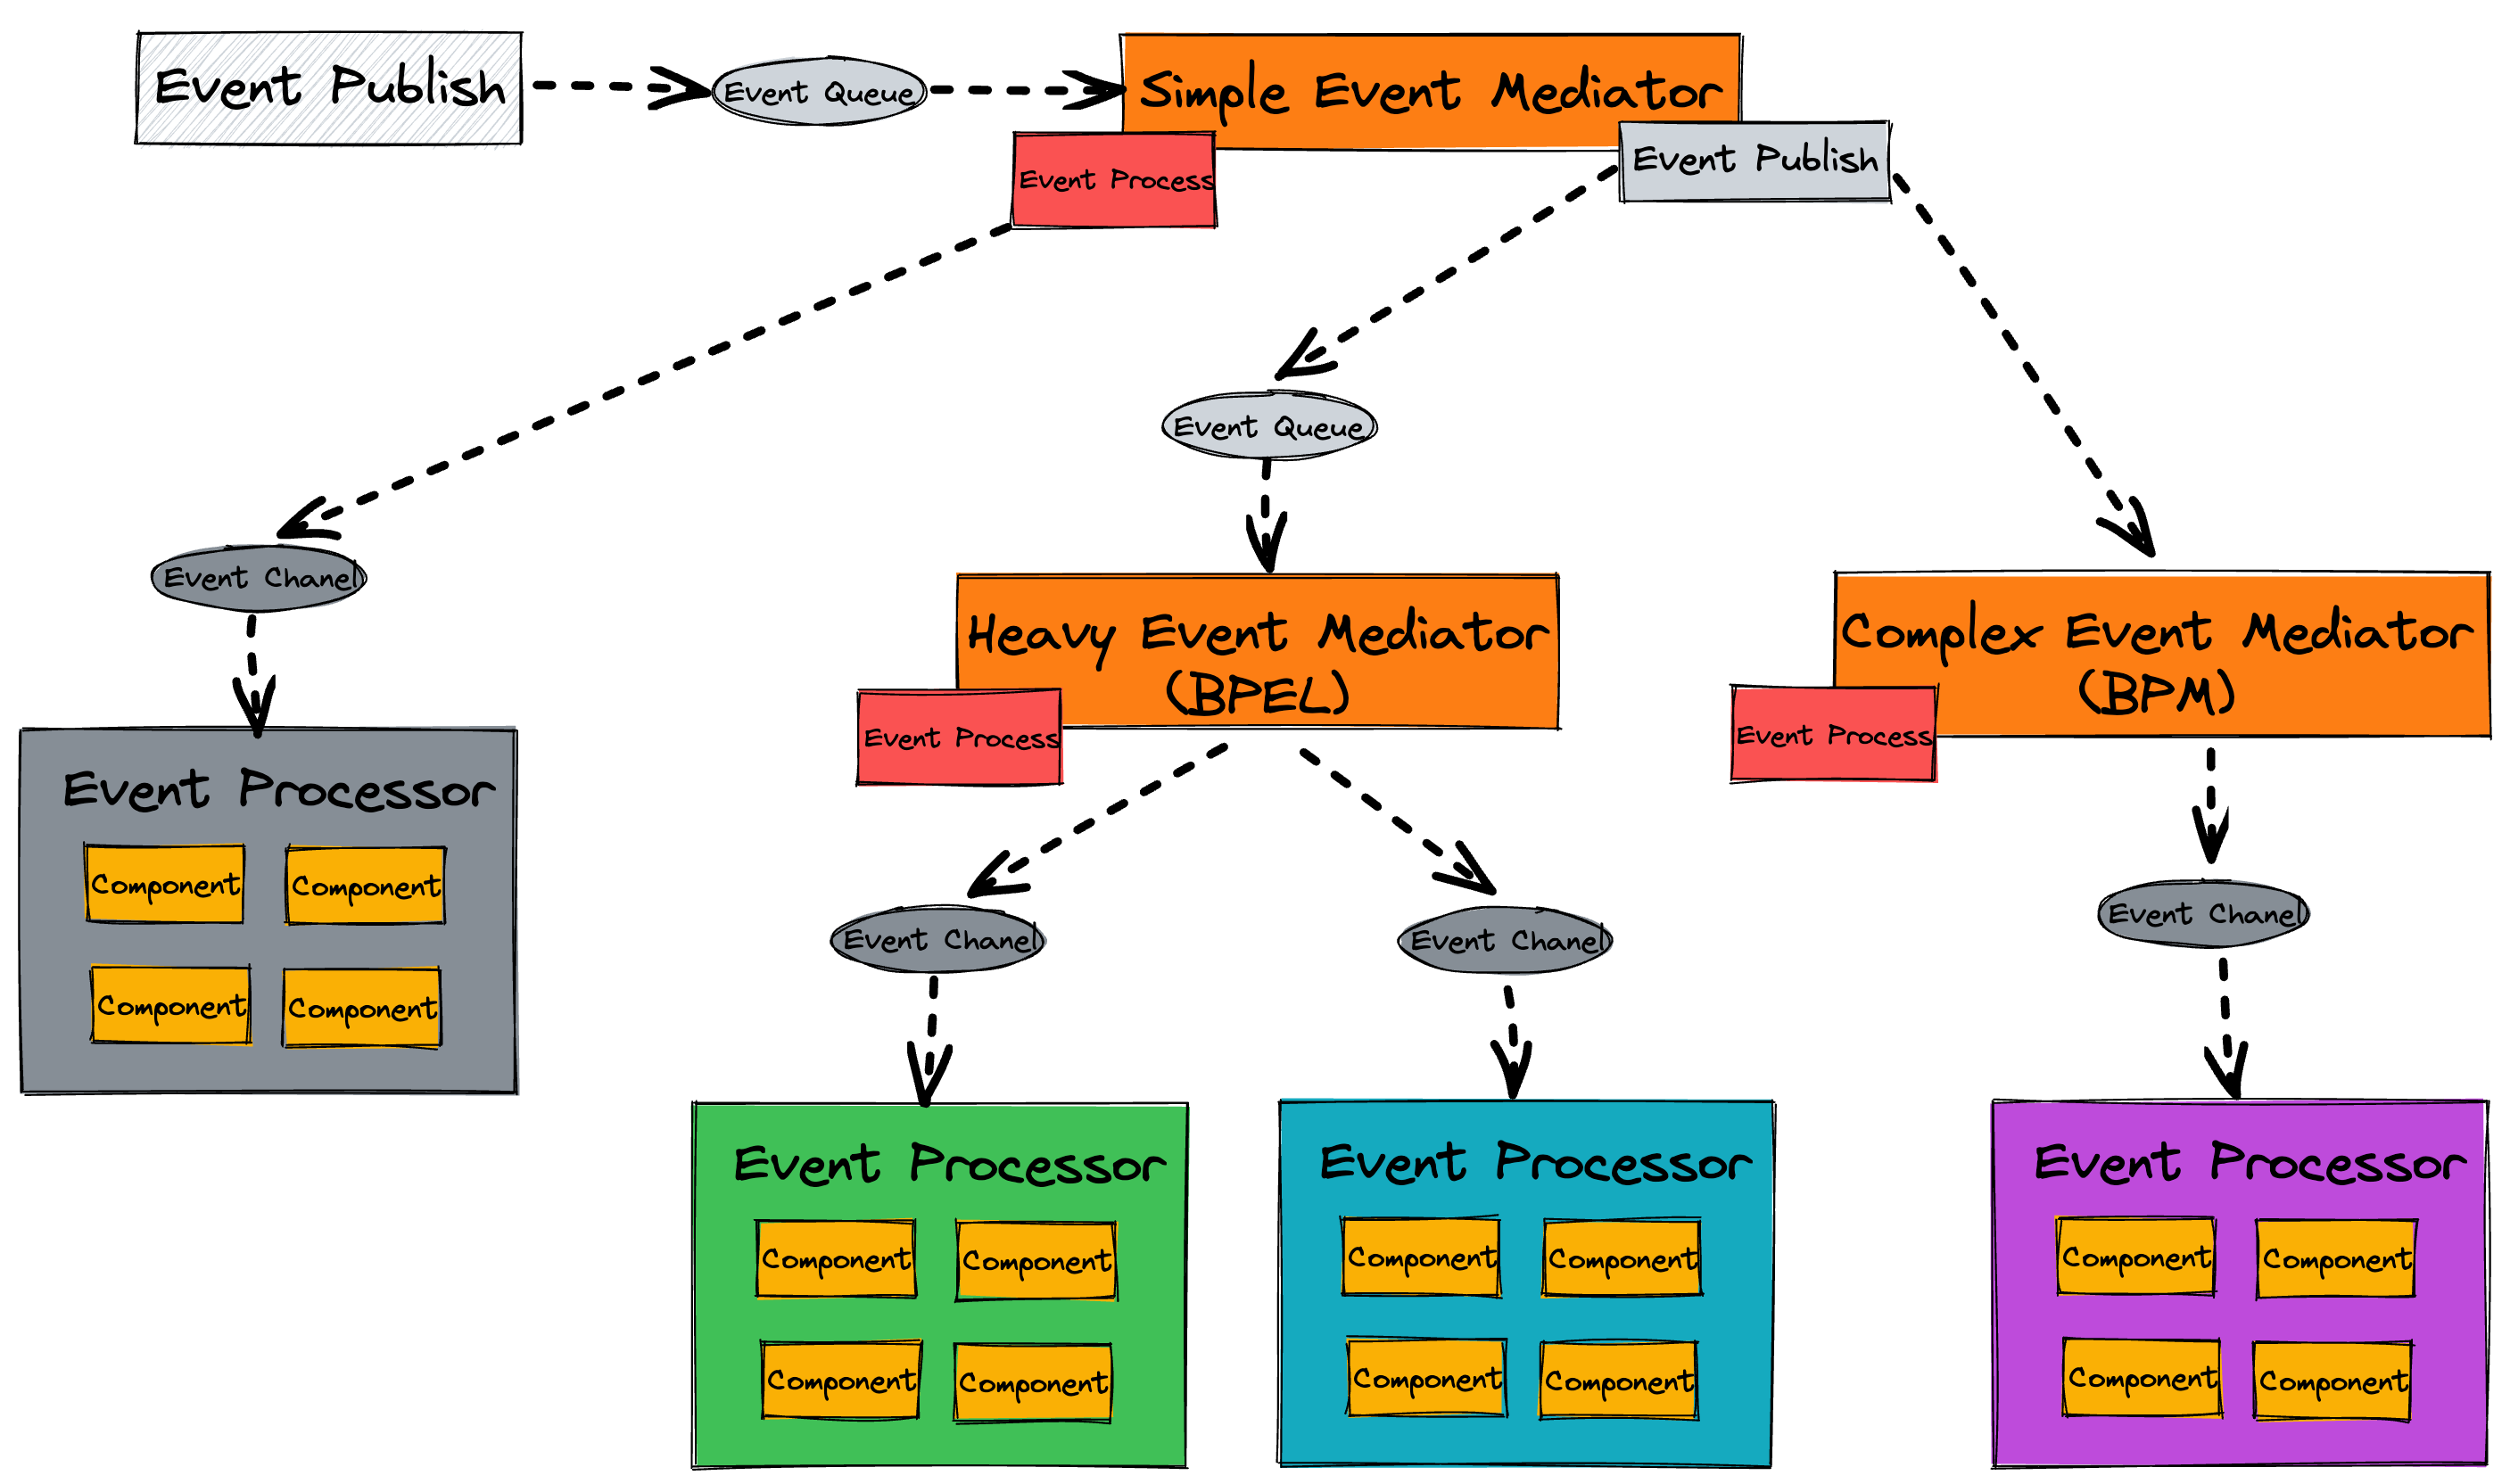 Event Publish
Event Queue
Simple Event Mediator
Event Process
Event Publish
Event Queue
Event Chanel
Heavy Event Mediator
(BPEL)
Event Process
Complex Event Mediator
(BPM)
Event Process
Event Processor
Component
Component
Component
Component
Event Chanel
Event Chanel
Event Chanel
Event Processor
Component
Component
Component
Component
Event Processor
Component
Component
Component
Component
Event Processor
Component
Component
Component
Component